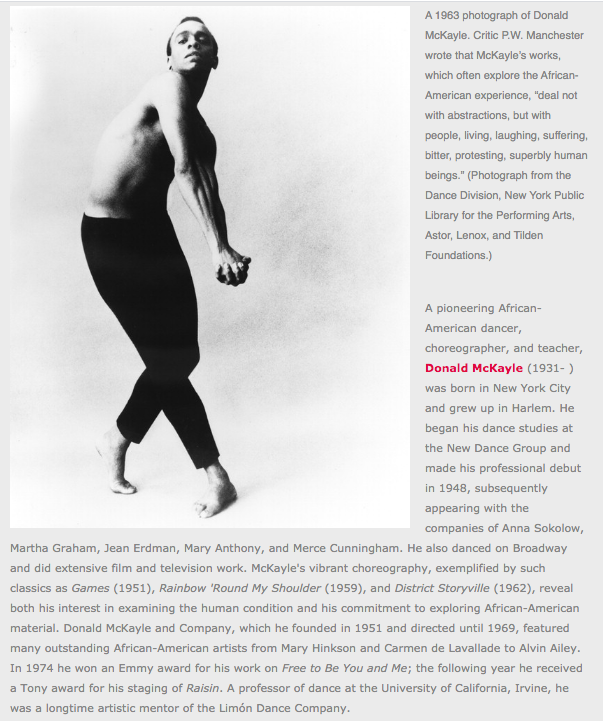 A 1963 photograph of Donald
McKayle. Critic P.W. Manchester
wrote that McKayle's works,
which often explore the African-
American experience, "deal not
with abstractions, but with
people, living, laughing, suffering,
bitter, protesting, superbly human
beings." (Photograph from the
Dance Division, New York Public
Library for the Performing Arts,
Astor, Lenox, and Tilden
Foundations.)
A pioneering African-
American dancer,
choreographer, and teacher,
Donald McKayle (1931- )
was born in New York City
and grew up in Harlem. He
began his dance studies at
the New Dance Group and
made his professional debut
in 1948, subsequently
appearing with the
companies of Anna Sokolow,
Martha Graham, Jean Erdman, Mary Anthony, and Merce Cunningham. He also danced on Broadway
and did extensive film and television work. McKayle's vibrant choreography, exemplified by such
classics as Games (1951), Rainbow 'Round My Shoulder (1959), and District Storyville (1962), reveal
both his interest in examining the human condition and his commitment to exploring African-American
material. Donald McKayle and Company, which he founded in 1951 and directed until 1969, featured
many outstanding African-American artists from Mary Hinkson and Carmen de Lavallade to Alvin Ailey.
In 1974 he won an Emmy award for his work on Free to Be You and Me; the following year he received
a Tony award for his staging of Raisin. A professor of dance at the University of California, Irvine, he
was a longtime artistic mentor of the Limón Dance Company.